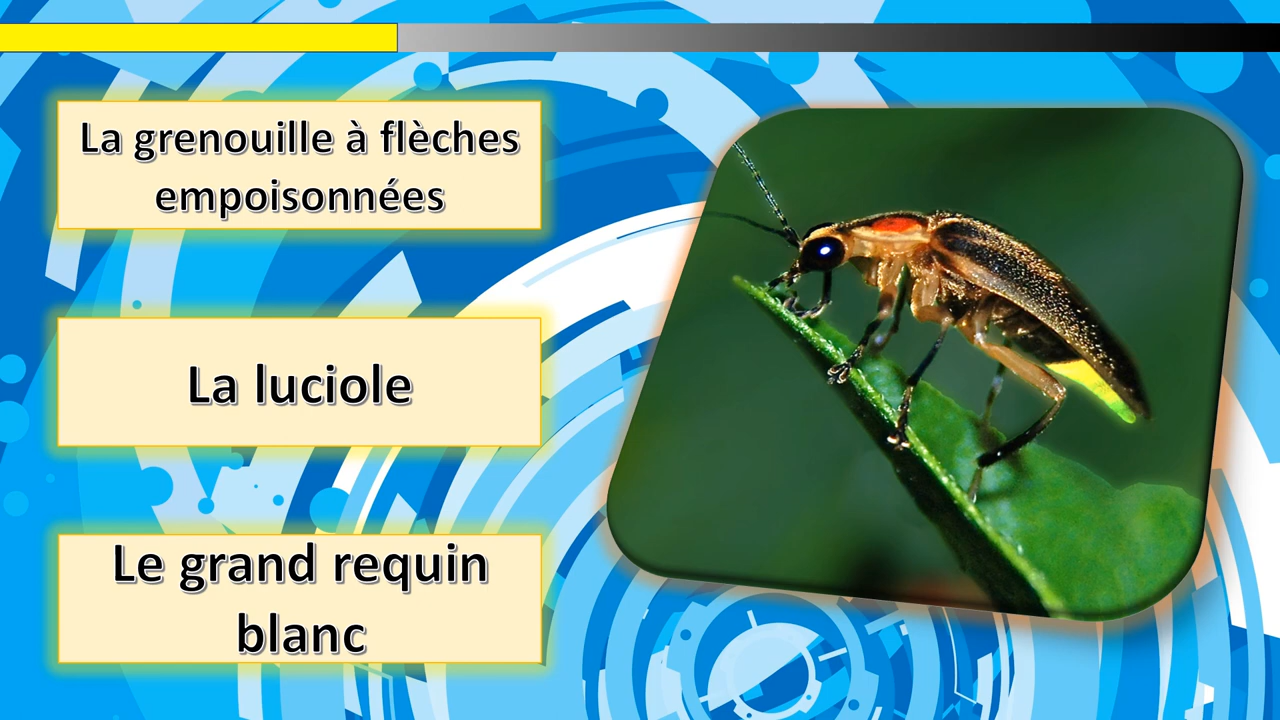 La grenouille à flèches
empoisonnées
La luciole
Le grand requin
blanc